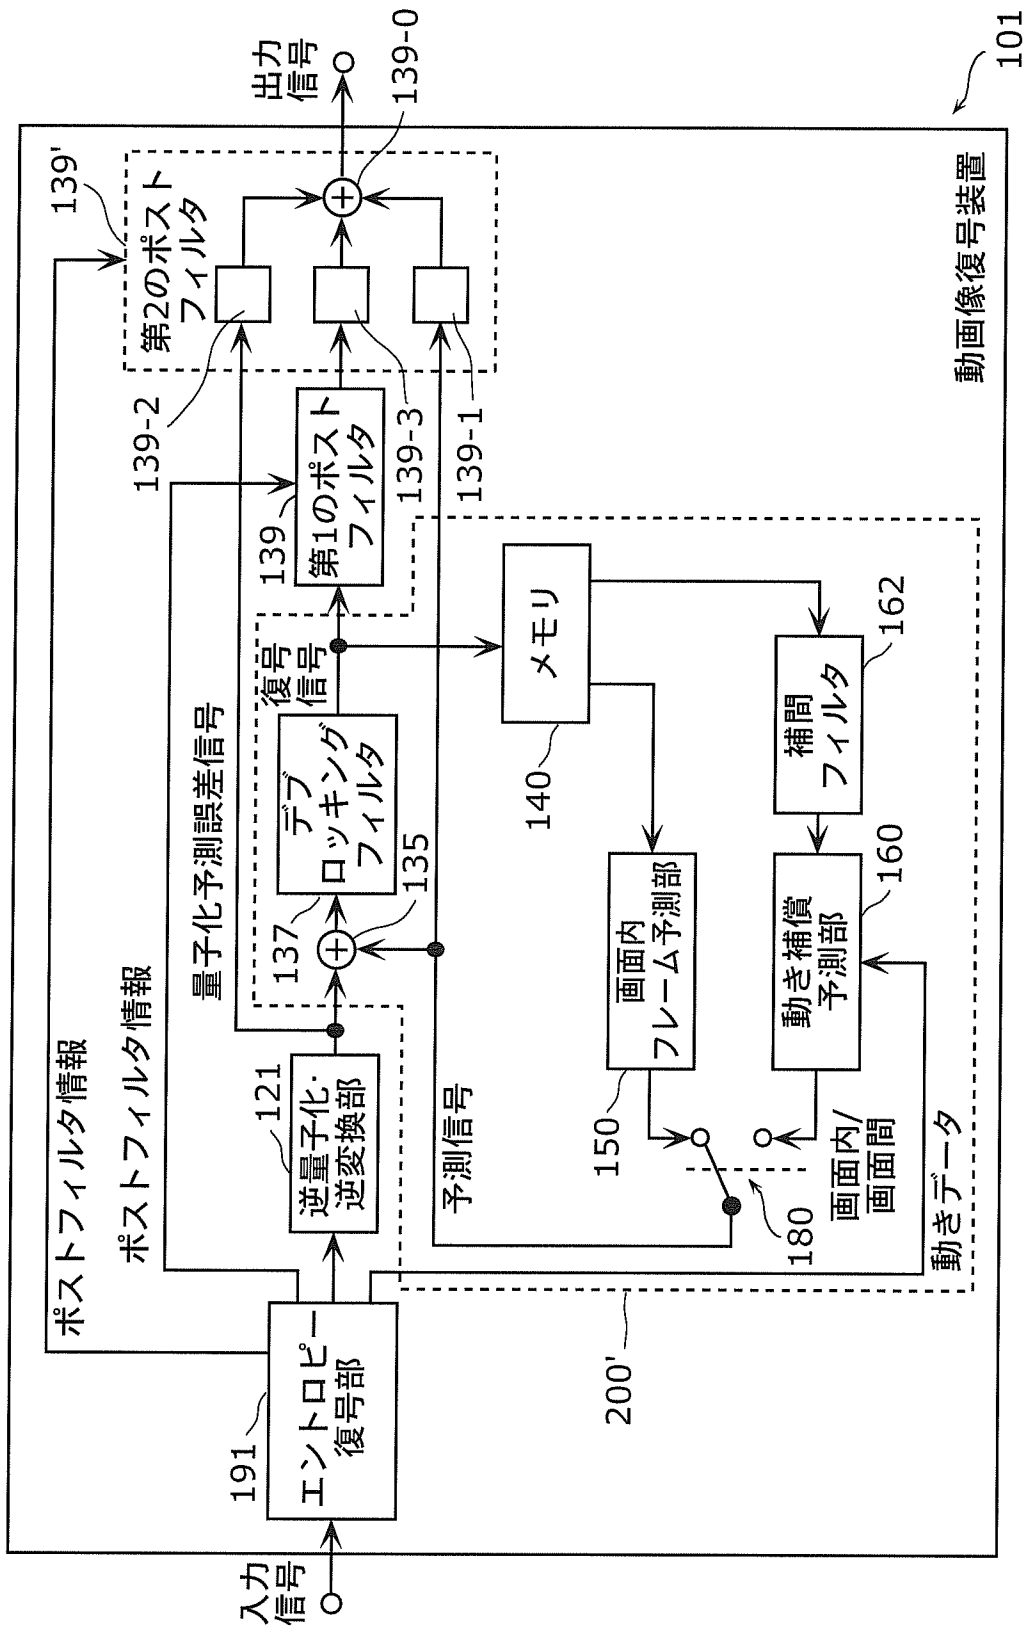 ポストフィルタ情報
139'
ポストフィルタ情報
量子化予測誤差信号
139-2
第2のポスト
フィルタ
出力
信号
191
入力
信号
エントロピー
復号部
121
逆量子化・
逆変換部
137
デブ
ロッキング
フィルタ
復号
信号
139
第1のポスト
フィルタ
139-3
139-0
135
予測信号
139-1
140
メモリ
200'
150
画面内
フレーム予測部
180
画面内/
画面間
動き補償
予測部
160
補間
フィルタ
162
動きデータ
動画像復号装置
101